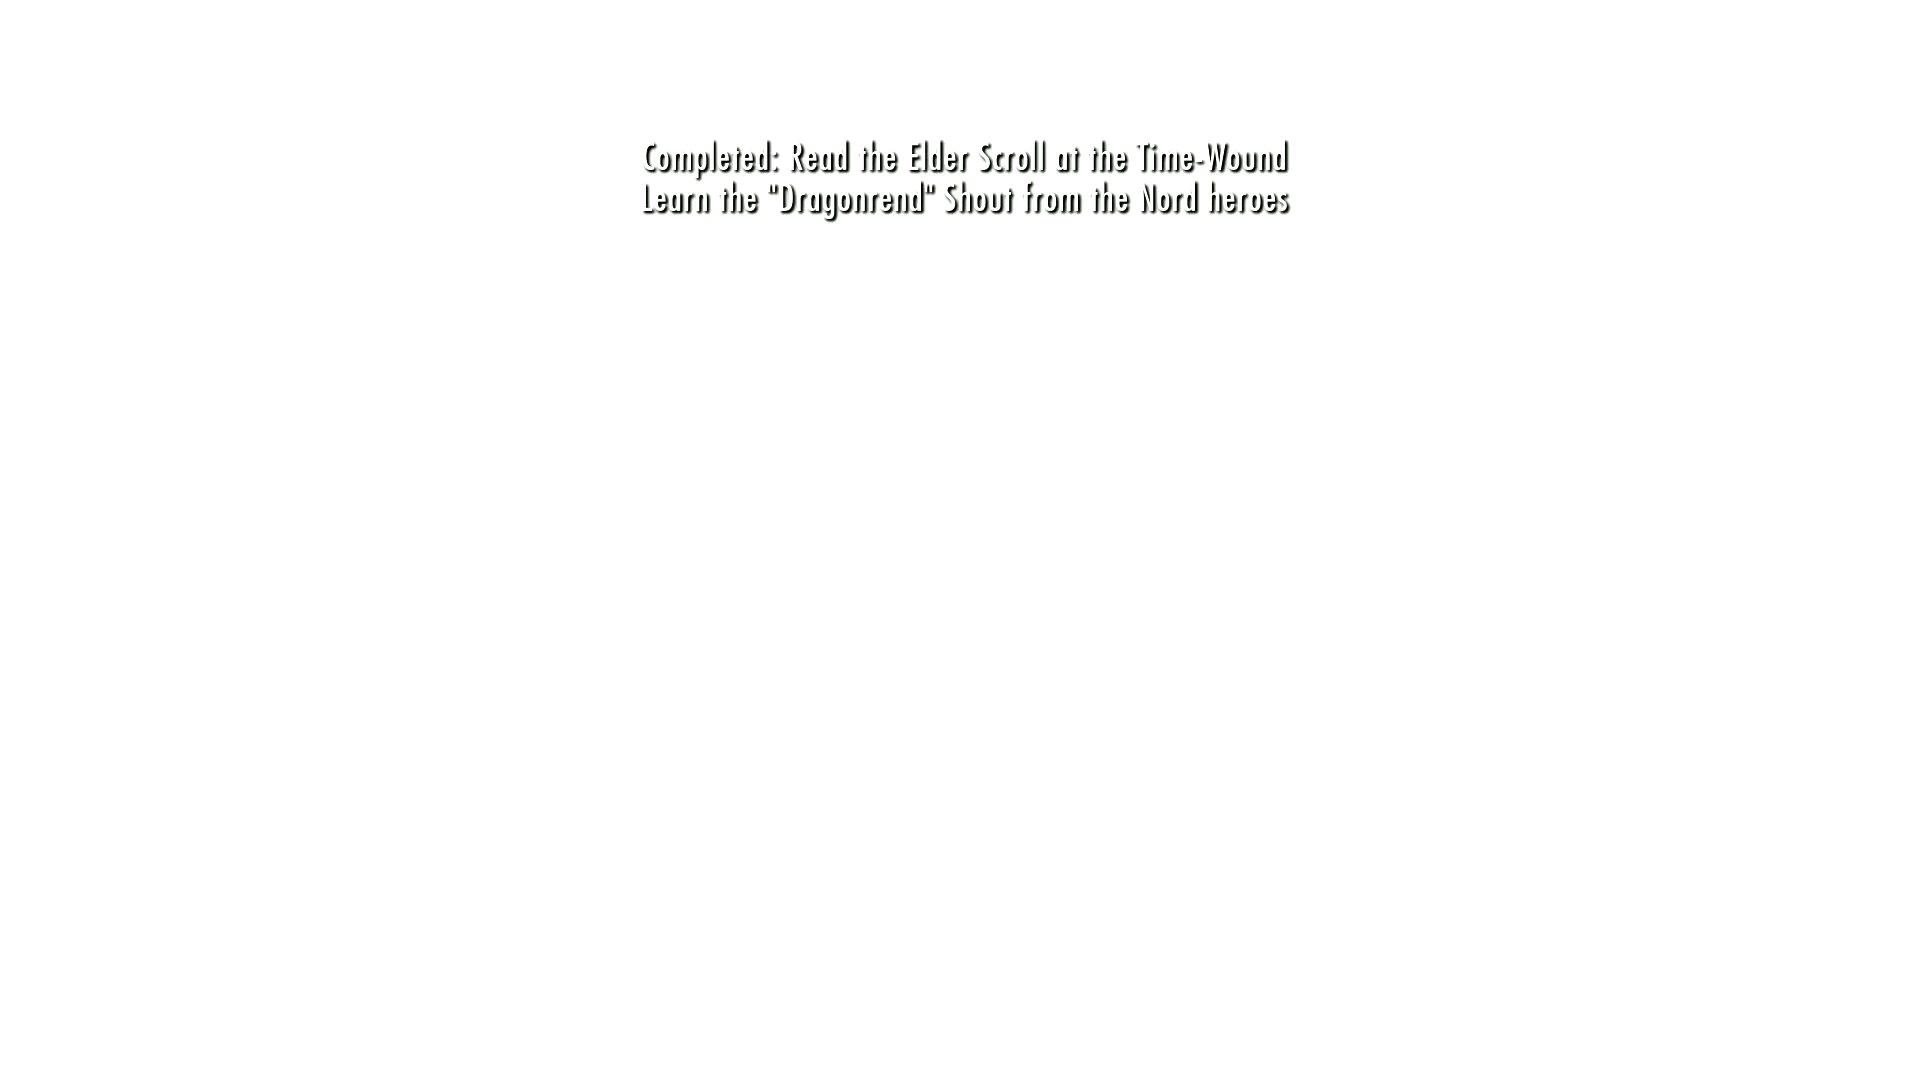 Completed: Read the Elder Scroll at the Time-Wound
Learn the "Dragonrend" Shout from the Nord heroes